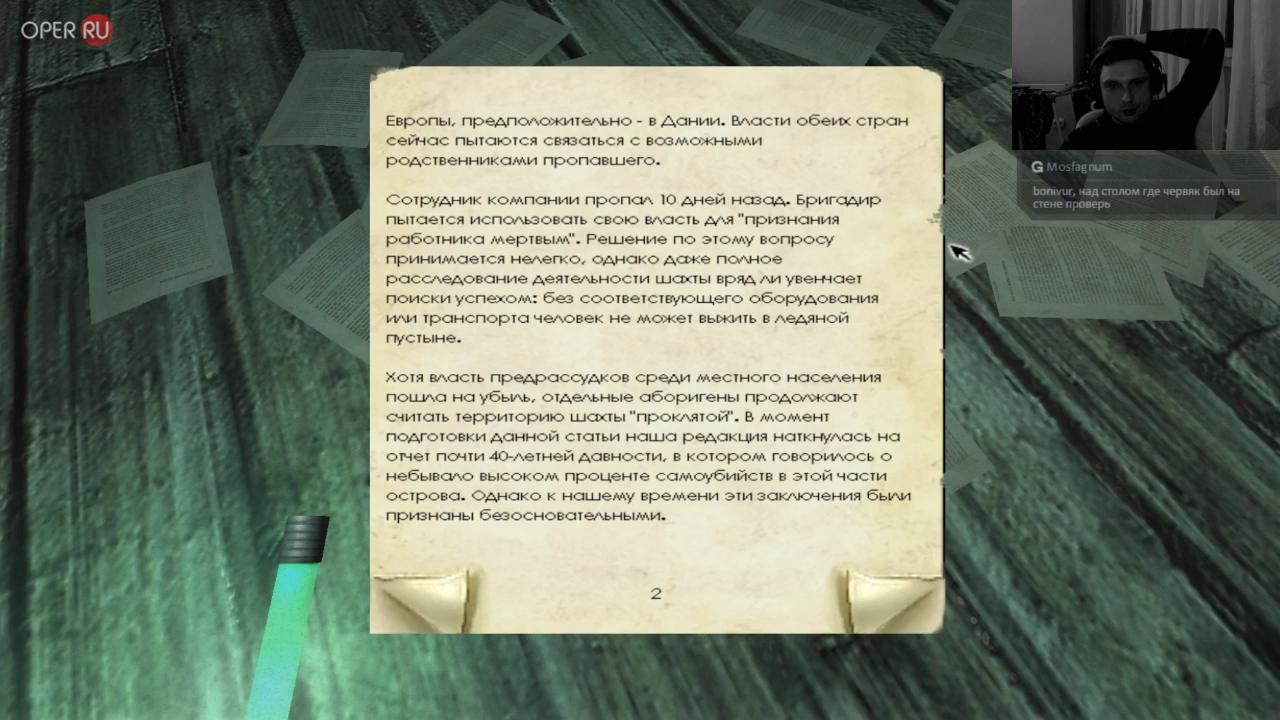 OPER RU
Европы, предположительно - в Дании. Власти обеих стран
сейчас пытаются связаться с возможными
родственниками пропавшего.
Сотрудник компании пропал 10 дней назад. Бригадир
пытается использовать свою власть для "признания
работника мертвым". Решение по этому вопросу
принимается нелегко, однако даже полное
расследование деятельности шахты вряд ли увенчает
поиски успехом: без соответствующего оборудования
или транспорта человек не может выжить в ледяной
пустыне.
Хотя власть предрассудков среди местного населения
пошла на убыль, отдельные аборигены продолжают
считать территорию шахты "проклятой". В момент
подготовки данной статьи наша редакция наткнулась на
отчет почти 40-летней давности, в котором говорилось о
небывало высоком проценте самоубийств в этой части
острова. Однако к нашему времени эти заключения были
признаны безосновательными.
2
G Mosfagnum
bonivur, над столом где червяк был на
стене проверь